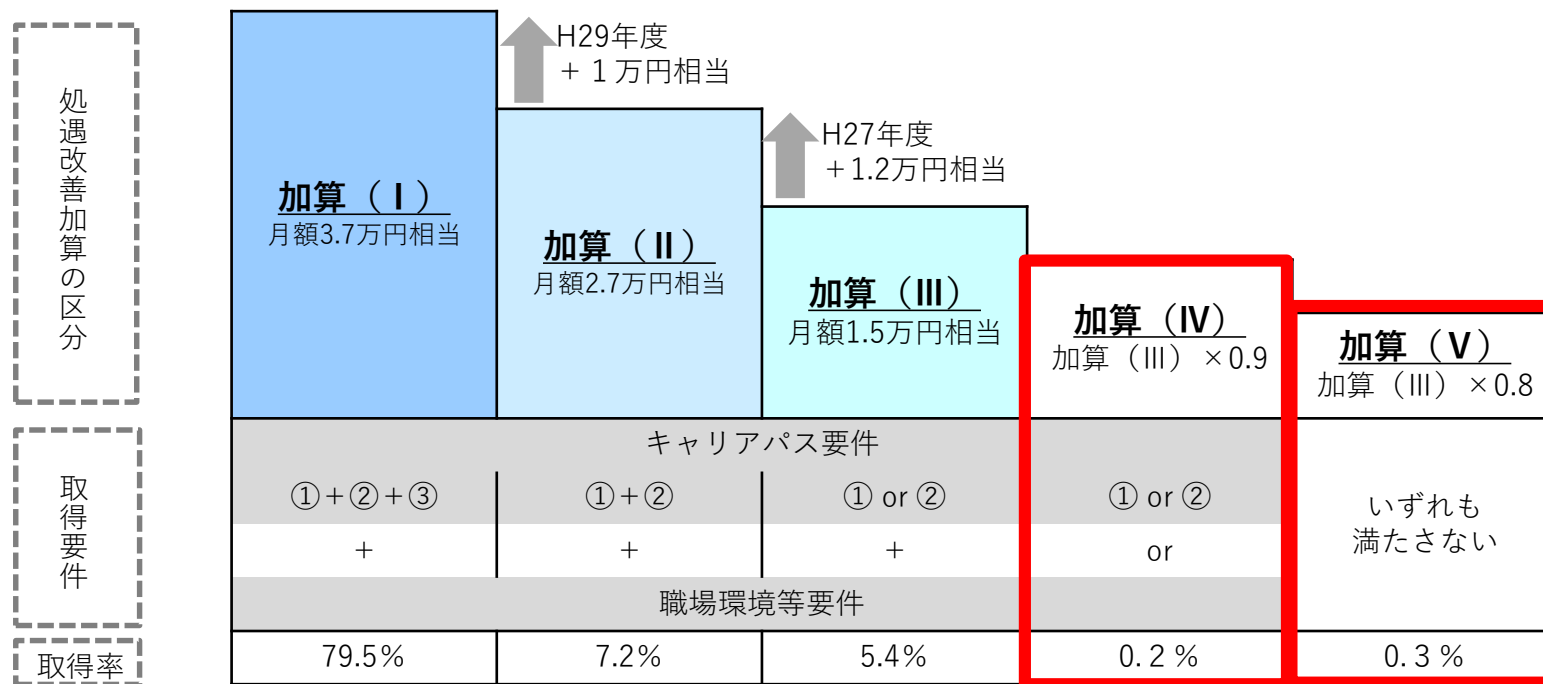 処遇改善加算の区分
H29年度
+１万円相当
H27年度
+1.2万円相当
加算（Ⅰ）
月額3.7万円相当
加算（Ⅱ）
月額2.7万円相当
加算（Ⅲ）
月額1.5万円相当
加算（Ⅳ）
加算（Ⅲ）×0.9
加算（Ⅴ）
加算（Ⅲ）×0.8
取得要件
キャリアパス要件
①+②+③
①+②
① or ②
① or ②
いずれも
満たさない
+
+
+
or
職場環境等要件
取得率
79.5%
7.2%
5.4%
0.2%
0.3%